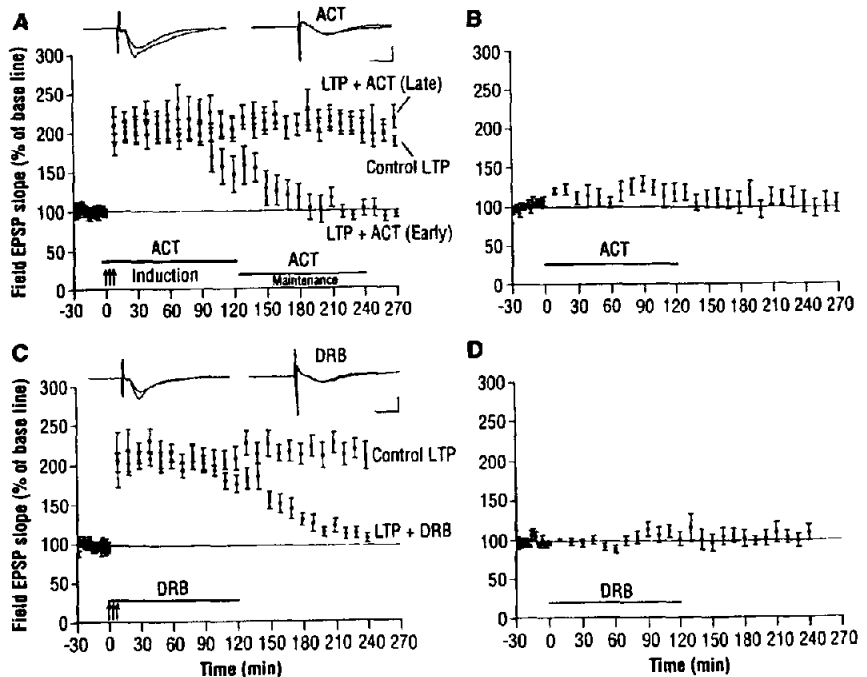 A
ACT
300
250
200
150
100
50
0
-30 0 30 60 90 120 150 180 210 240 270
Field EPSP slope (% of base line)
LTP + ACT (Late)
Control LTP
LTP + ACT (Early)
ACT
Induction
ACT
Maintenance
B
300
250
200
150
100
50
0
-30 0 30 60 90 120 150 180 210 240 270
ACT
C
DRB
300
250
200
150
100
50
0
-30 0 30 60 90 120 150 180 210 240 270
Field EPSP slope (% of base line)
Control LTP
LTP + DRB
DRB
Time (min)
D
300
250
200
150
100
50
0
-30 0 30 60 90 120 150 180 210 240 270
DRB
Time (min)